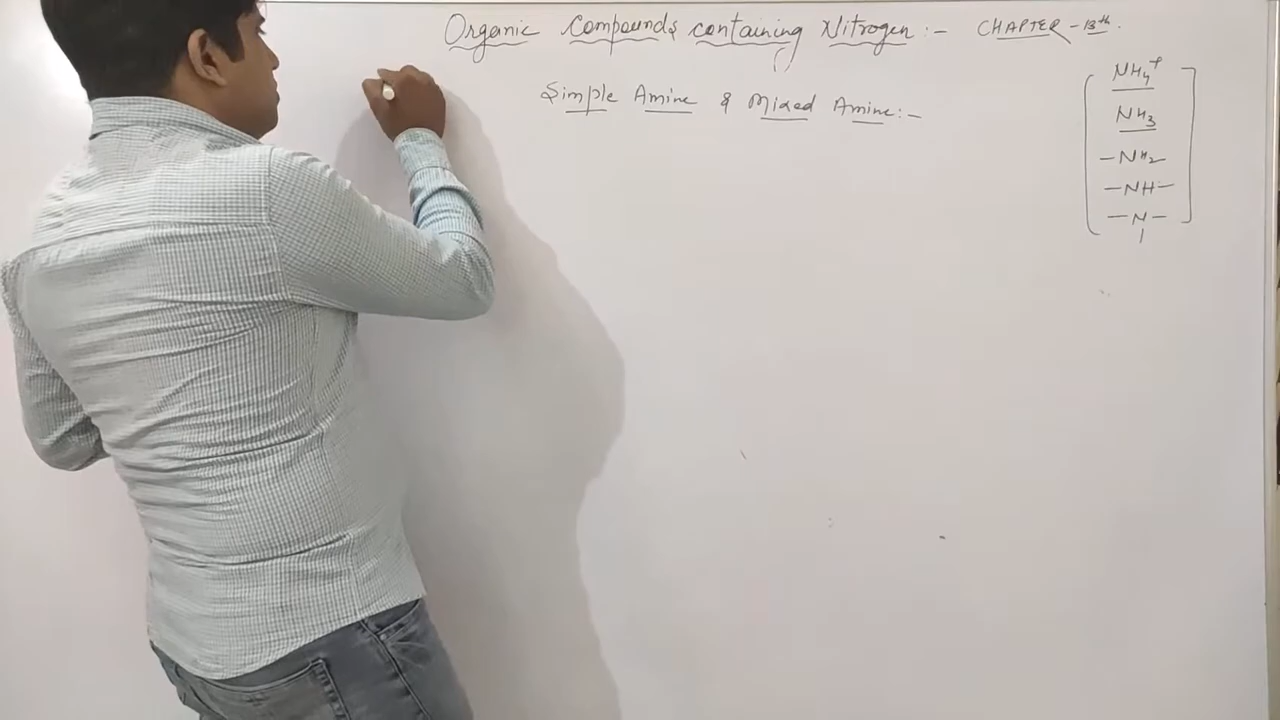 Organic Compounds containing Nitrogen :- CHAPTER - 13th.
Simple Amine & Mixed Amine :-
NH₄⁺
NH₃
-NH₂
-NH-
-N-